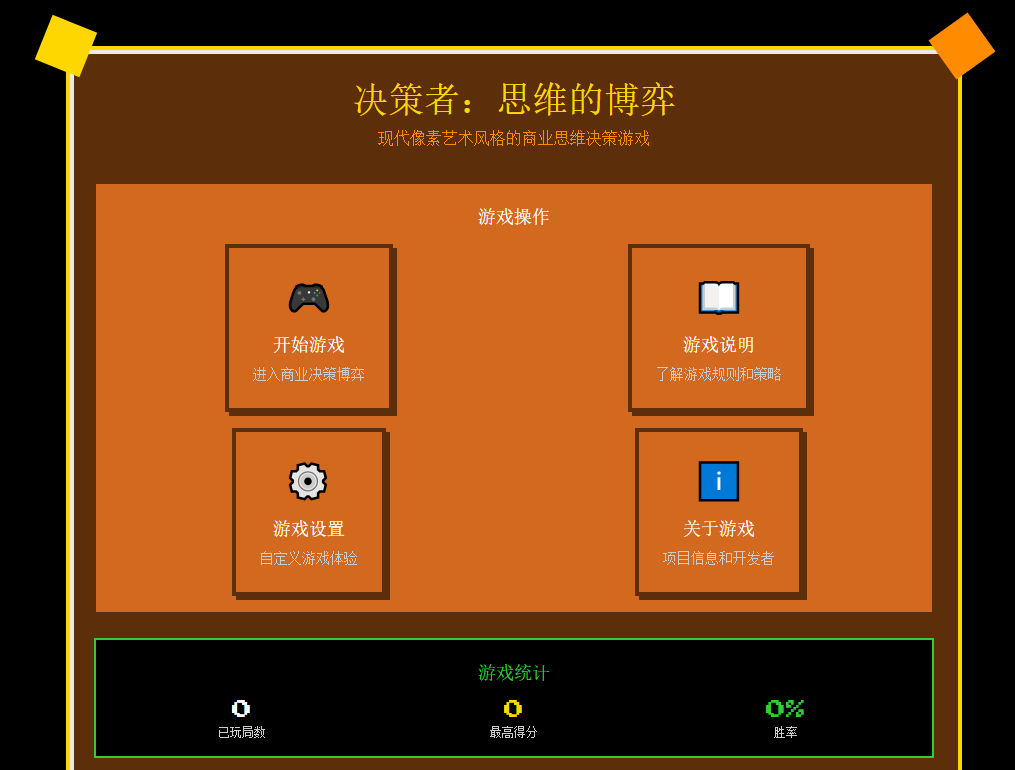 决策者：思维的博弈
现代像素艺术风格的商业思维决策游戏
游戏操作
开始游戏
进入商业决策博弈
游戏说明
了解游戏规则和策略
游戏设置
自定义游戏体验
i
关于游戏
项目信息和开发者
游戏统计
0
已玩局数
0
最高得分
0%
胜率